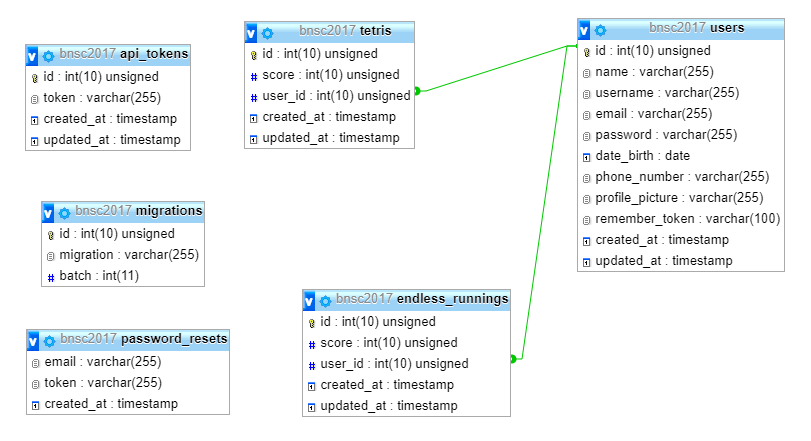 bnsc2017 api_tokens
id : int(10) unsigned
token : varchar(255)
created_at : timestamp
updated_at : timestamp
bnsc2017 tetris
id : int(10) unsigned
score : int(10) unsigned
user_id : int(10) unsigned
created_at : timestamp
updated_at : timestamp
bnsc2017 users
id : int(10) unsigned
name : varchar(255)
username : varchar(255)
email : varchar(255)
password : varchar(255)
date_birth : date
phone_number : varchar(255)
profile_picture : varchar(255)
remember_token : varchar(100)
created_at : timestamp
updated_at : timestamp
bnsc2017 migrations
id : int(10) unsigned
migration : varchar(255)
batch : int(11)
bnsc2017 endless_runnings
id : int(10) unsigned
score : int(10) unsigned
user_id : int(10) unsigned
created_at : timestamp
updated_at : timestamp
bnsc2017 password_resets
email : varchar(255)
token : varchar(255)
created_at : timestamp